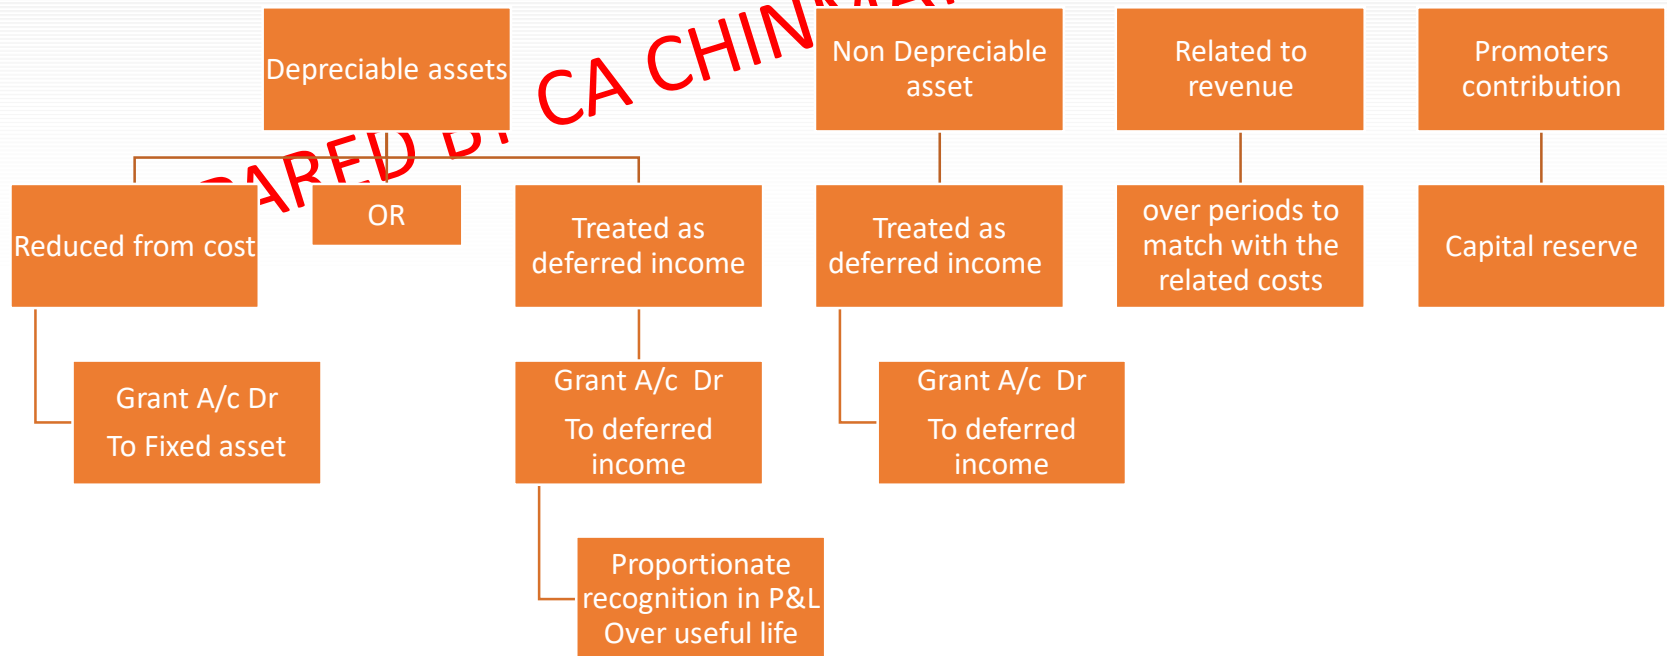 Depreciable assets
Non Depreciable
asset
Related to
revenue
Promoters
contribution
CA
Reduced from cost
OR
Treated as
deferred income
Treated as
deferred income
over periods to
match with the
related costs
Capital reserve
Grant A/c Dr
To Fixed asset
Grant A/c Dr
To deferred
income
Grant A/c Dr
To deferred
income
Proportionate
recognition in P&L
Over useful life